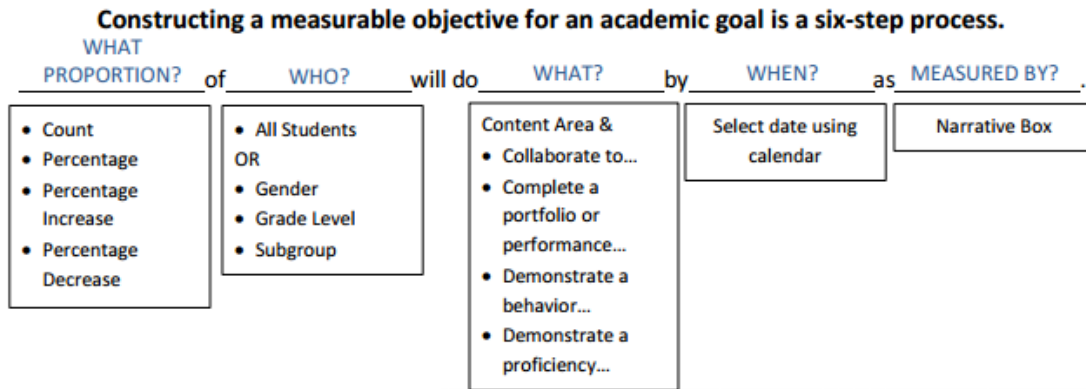 Constructing a measurable objective for an academic goal is a six-step process.
WHAT
PROPORTION? of WHO? will do WHAT? by WHEN? as MEASURED BY? .
• Count
• Percentage
• Percentage
Increase
• Percentage
Decrease
• All Students
OR
• Gender
• Grade Level
• Subgroup
Content Area &
• Collaborate to...
• Complete a
portfolio or
performance...
• Demonstrate a
behavior...
• Demonstrate a
proficiency...
Select date using
calendar
Narrative Box